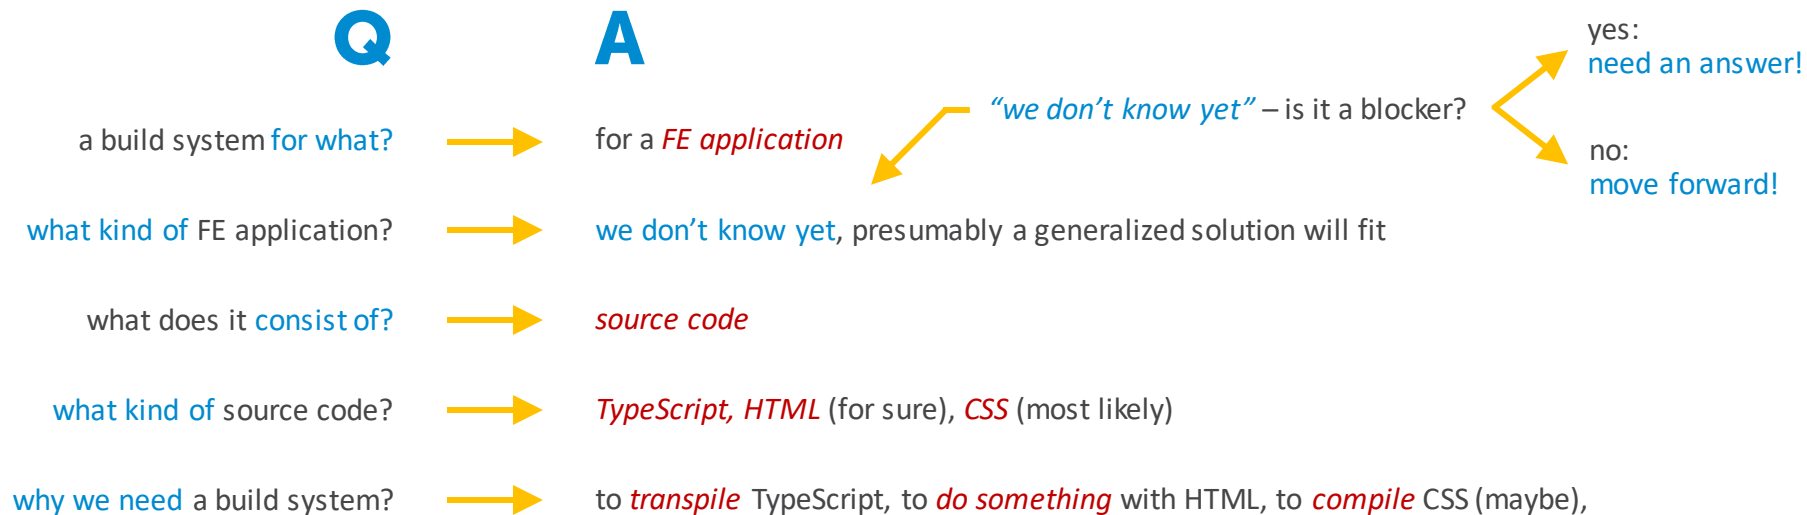 Q A
yes:
need an answer!
“we don’t know yet” – is it a blocker?
a build system for what? for a FE application
no:
move forward!
what kind of FE application? we don’t know yet, presumably a generalized solution will fit
what does it consist of? source code
what kind of source code? TypeScript, HTML (for sure), CSS (most likely)
why we need a build system? to transpile TypeScript, to do something with HTML, to compile CSS (maybe),